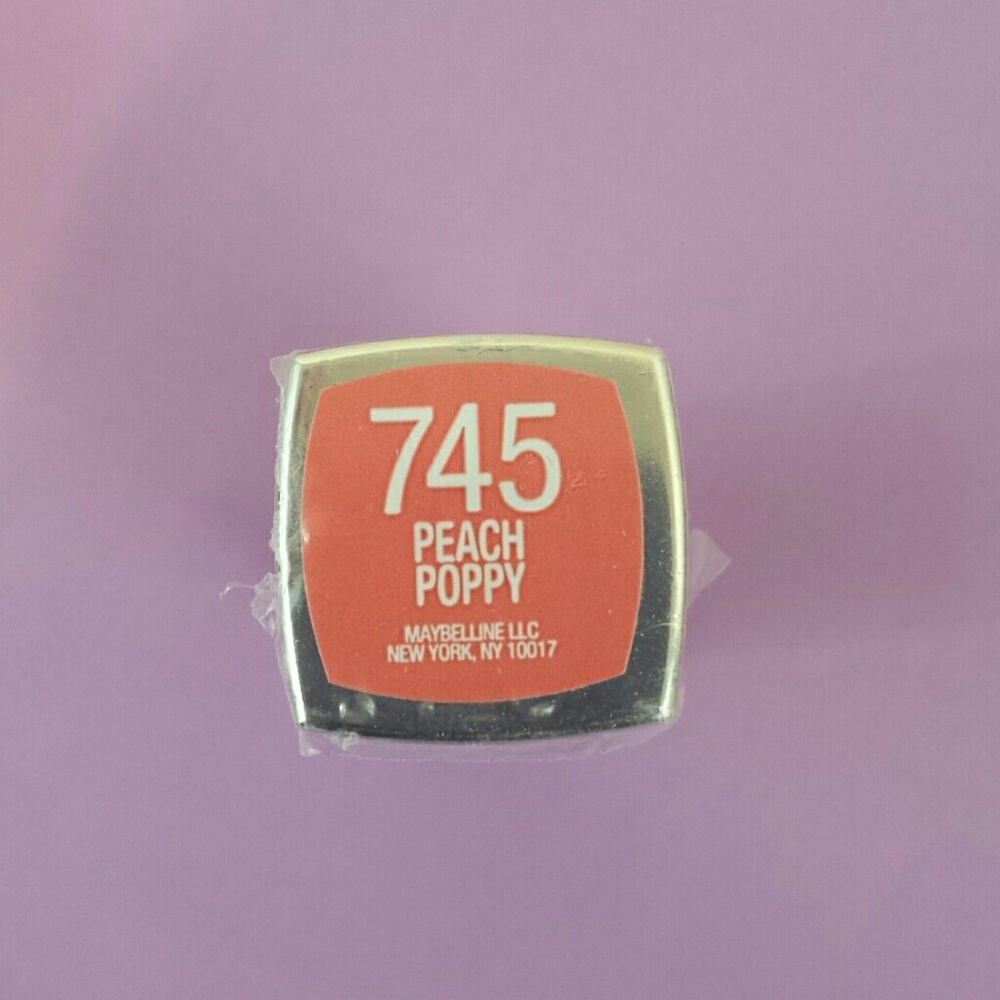 745
PEACH
POPPY
MAYBELLINE LLC
NEW YORK, NY 10017